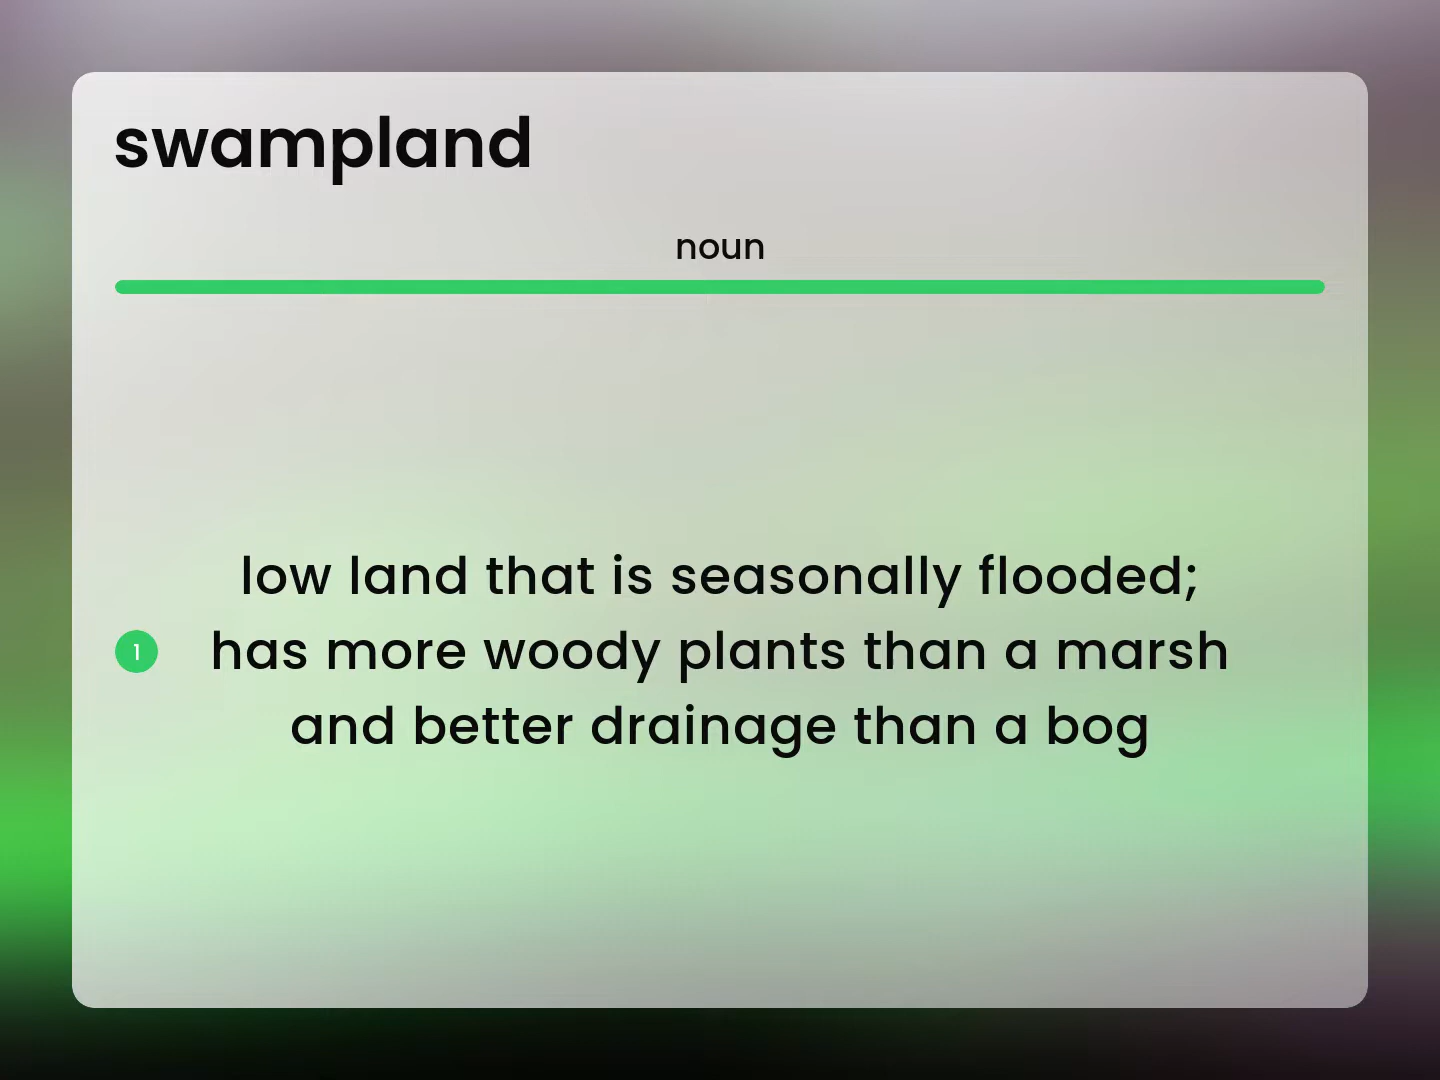 swampland
noun
low land that is seasonally flooded;
1 has more woody plants than a marsh
and better drainage than a bog